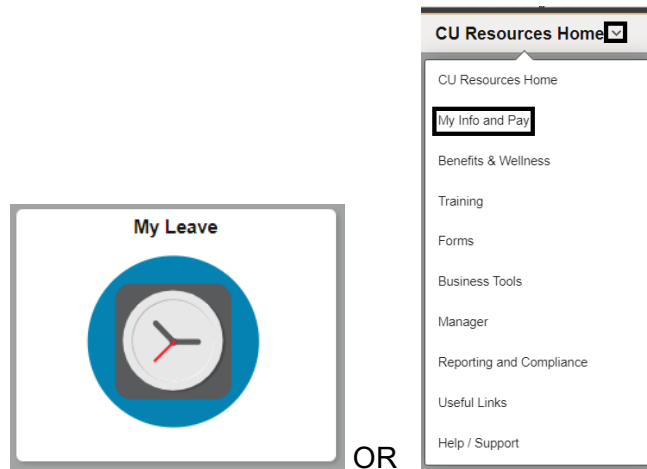 CU Resources Home
CU Resources Home
My Info and Pay
Benefits & Wellness
Training
Forms
Business Tools
Manager
Reporting and Compliance
Useful Links
Help / Support
My Leave
OR